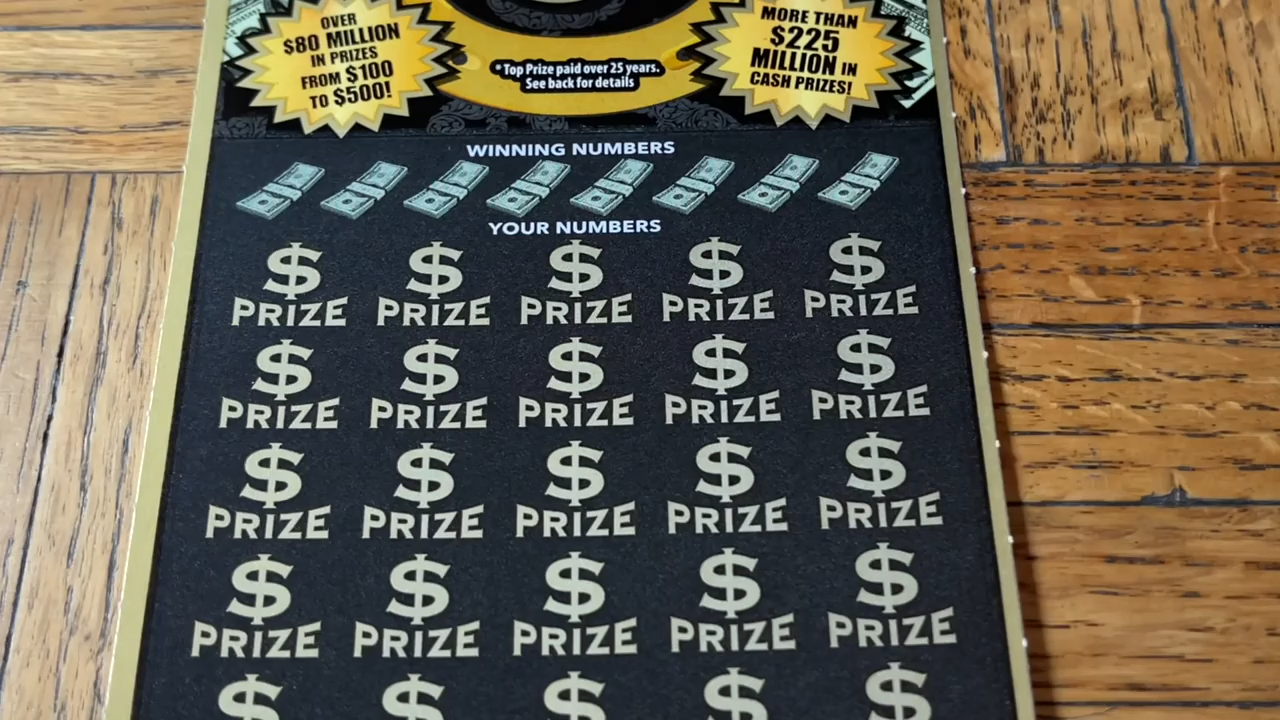 OVER
$80 MILLION
IN PRIZES
FROM $100
TO $500!
* Top Prize paid over 25 years.
See back for details
MORE THAN
$225
MILLION IN
CASH PRIZES!
WINNING NUMBERS
YOUR NUMBERS
$ $ $ $ $
PRIZE PRIZE PRIZE PRIZE PRIZE
$ $ $ $ $
PRIZE PRIZE PRIZE PRIZE PRIZE
$ $ $ $ $
PRIZE PRIZE PRIZE PRIZE PRIZE
$ $ $ $ $
PRIZE PRIZE PRIZE PRIZE PRIZE
$ $ $ $ $